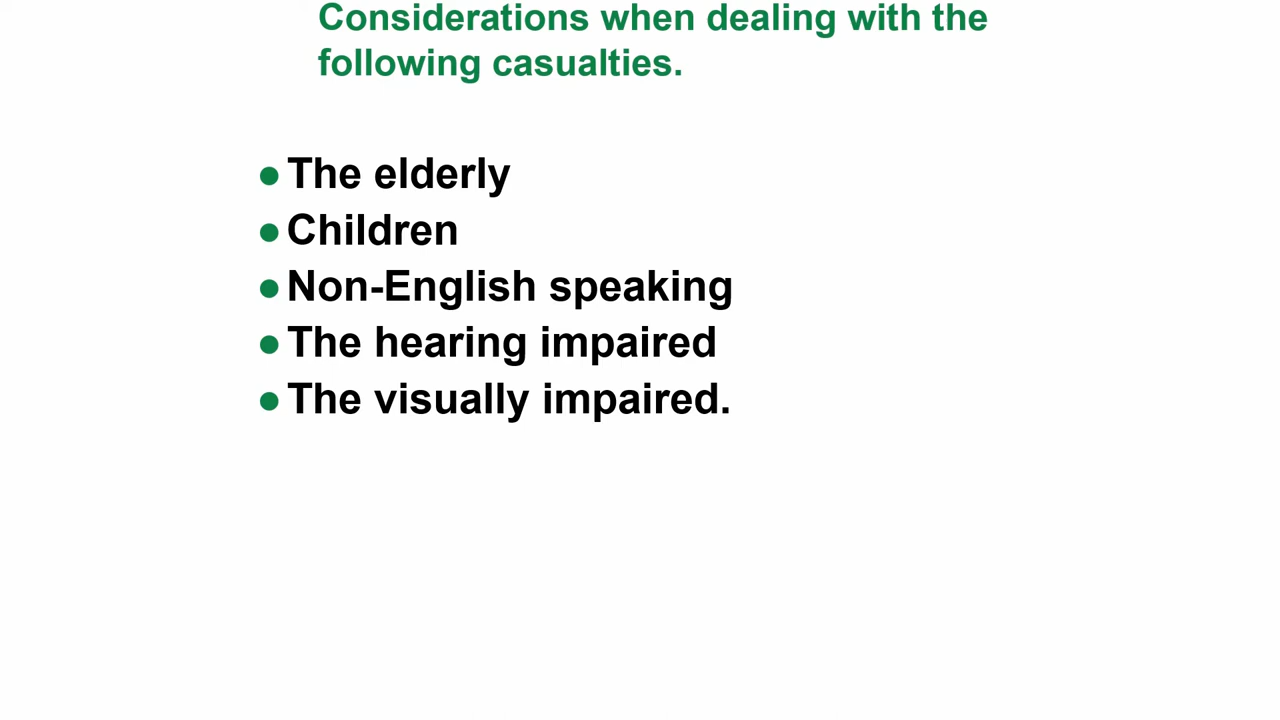 Considerations when dealing with the
following casualties.
● The elderly
● Children
● Non-English speaking
● The hearing impaired
● The visually impaired.